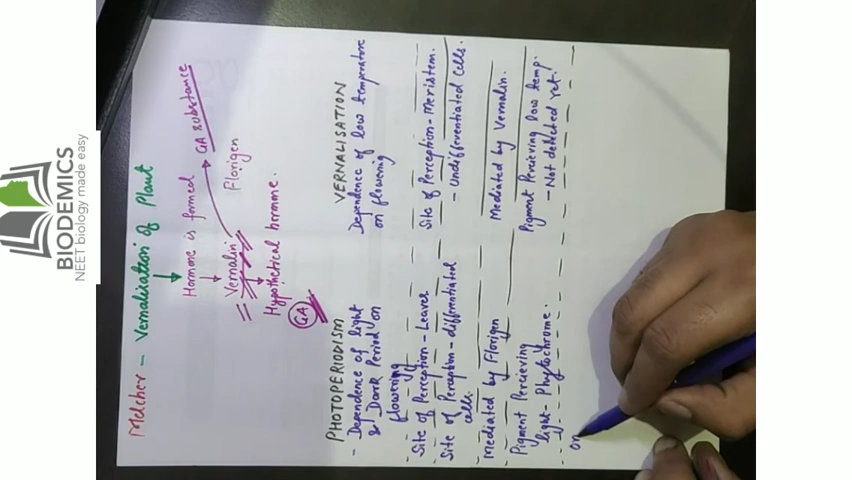 BIODEMICS
NEET biology made easy
Melcher - Vernalisation of Plant
Hormone is formed → GA substance
= Vernalin Florigen
Hypothetical hormone.
GA
PHOTOPERIODISM
- Dependence of light
& Dark Period on
flowering
Site of Perception - Leaves
Site of Perception - differentiated
cells.
Mediated by Florigen
Pigment Percieving
light - Phytochrome.
on
VERNALISATION
Dependence of low temperature
on flowering
Site of Perception - Meristem.
- Undifferentiated Cells.
Mediated by Vernalin.
Pigment Percieving low temp.
- Not detected yet!